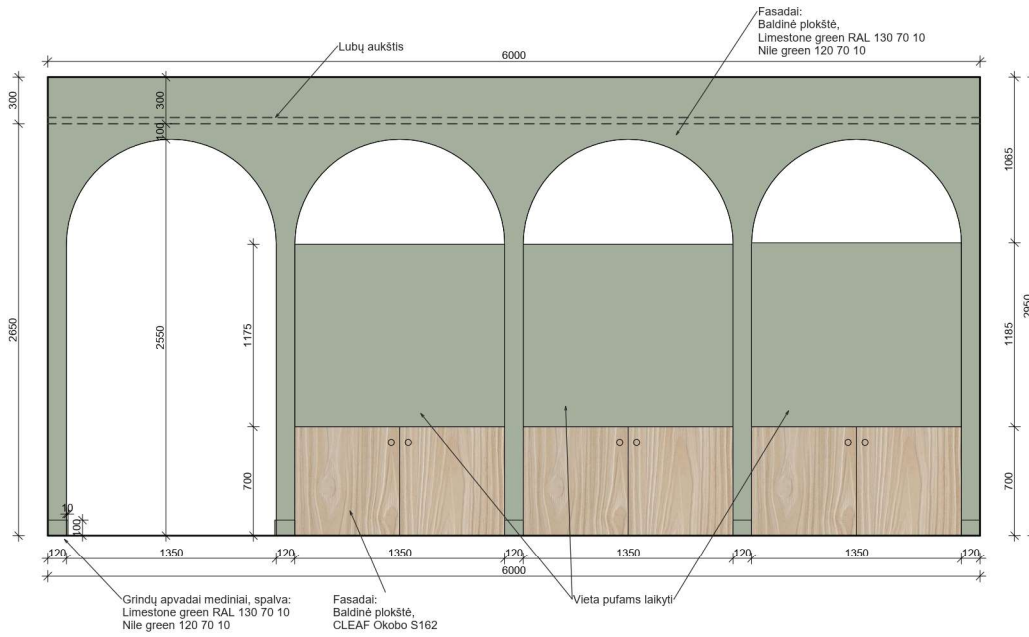 Fasadai:
Baldinė plokštė,
Limestone green RAL 130 70 10
Nile green 120 70 10
Lubų aukštis
6000
300
300
100
1065
2650
2550
1175
1185
2950
700
700
10
100
120
1350
120
1350
120
1350
120
1350
120
6000
Grindų apvadai mediniai, spalva:
Limestone green RAL 130 70 10
Nile green 120 70 10
Fasadai:
Baldinė plokštė,
CLEAF Okobo S162
Vieta pufams laikyti